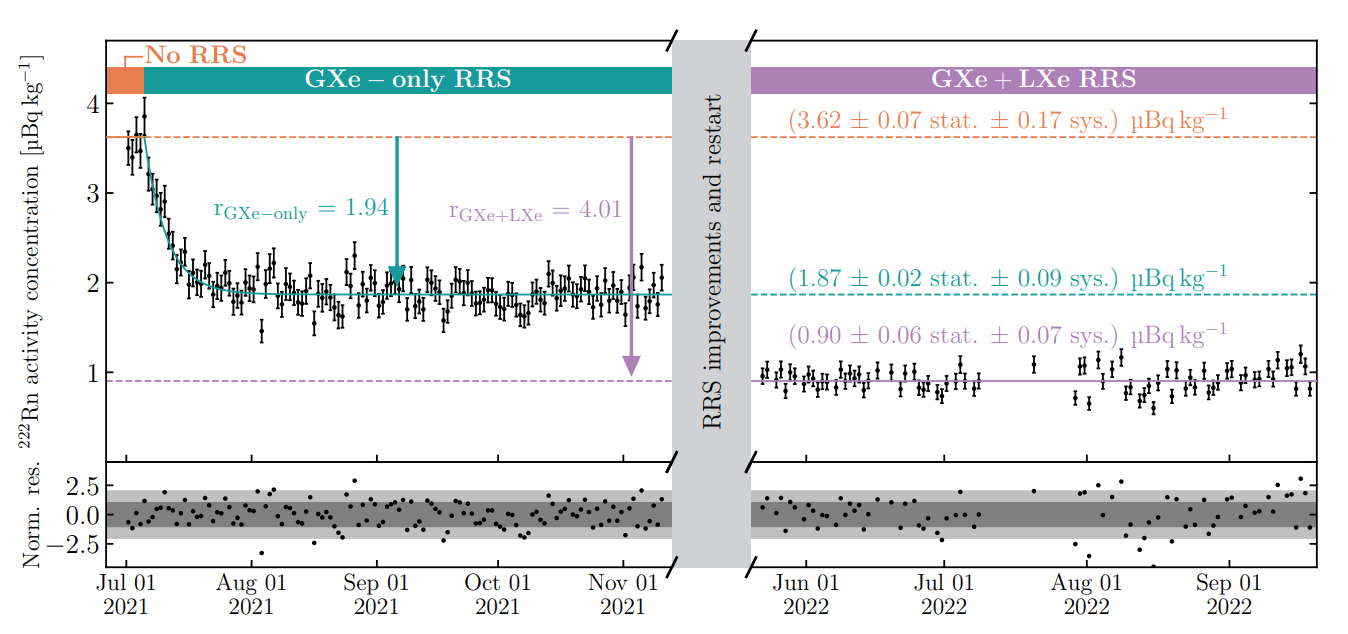 No RRS
GXe − only RRS
GXe + LXe RRS
²²²Rn activity concentration [µBq kg⁻¹]
4
3
2
1
(3.62 ± 0.07 stat. ± 0.17 sys.) µBq kg⁻¹
r_GXe−only = 1.94
r_GXe+LXe = 4.01
RRS improvements and restart
(1.87 ± 0.02 stat. ± 0.09 sys.) µBq kg⁻¹
(0.90 ± 0.06 stat. ± 0.07 sys.) µBq kg⁻¹
Norm. res.
2.5
0.0
−2.5
Jul 01
2021
Aug 01
2021
Sep 01
2021
Oct 01
2021
Nov 01
2021
Jun 01
2022
Jul 01
2022
Aug 01
2022
Sep 01
2022